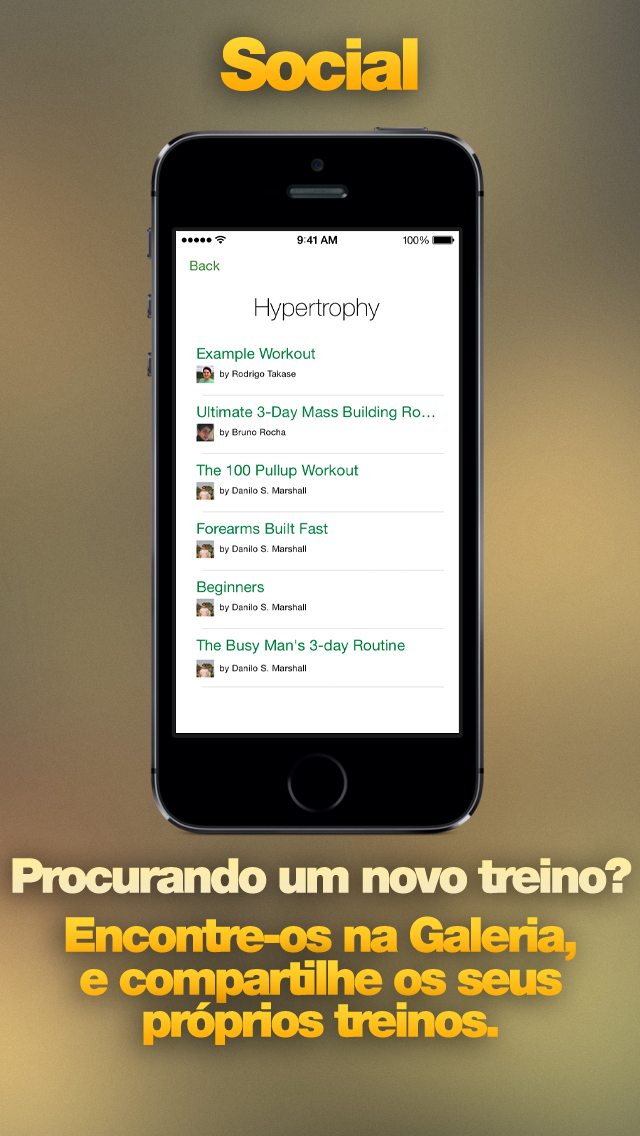 Social
9:41 AM
100%
Back
Hypertrophy
Example Workout
by Rodrigo Takase
Ultimate 3-Day Mass Building Ro...
by Bruno Rocha
The 100 Pullup Workout
by Danilo S. Marshall
Forearms Built Fast
by Danilo S. Marshall
Beginners
by Danilo S. Marshall
The Busy Man's 3-day Routine
by Danilo S. Marshall
Procurando um novo treino?
Encontre-os na Galeria,
e compartilhe os seus
próprios treinos.